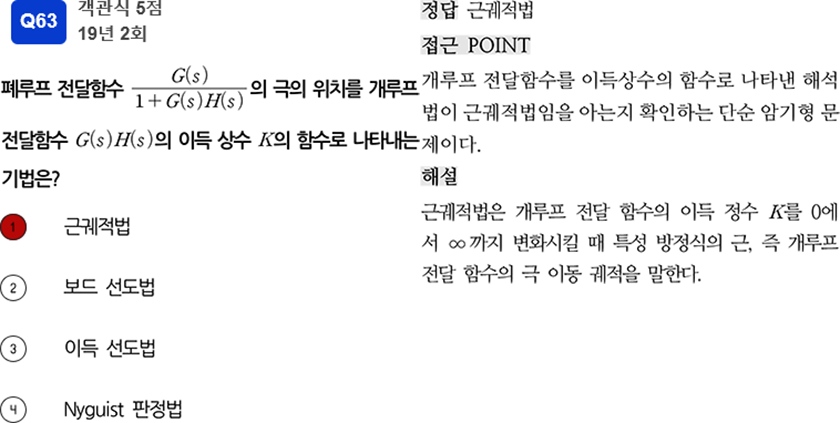 Q63
객관식 5점
19년 2회
폐루프 전달함수 G(s) / 1+G(s)H(s) 의 극의 위치를 개루프
전달함수 G(s)H(s)의 이득 상수 K의 함수로 나타내는
기법은?
1 근궤적법
2 보드 선도법
3 이득 선도법
4 Nyguist 판정법
정답 근궤적법
접근 POINT
개루프 전달함수를 이득상수의 함수로 나타낸 해석
법이 근궤적법임을 아는지 확인하는 단순 암기형 문
제이다.
해설
근궤적법은 개루프 전달 함수의 이득 정수 K를 0에
서 ∞까지 변화시킬 때 특성 방정식의 근, 즉 개루프
전달 함수의 극 이동 궤적을 말한다.